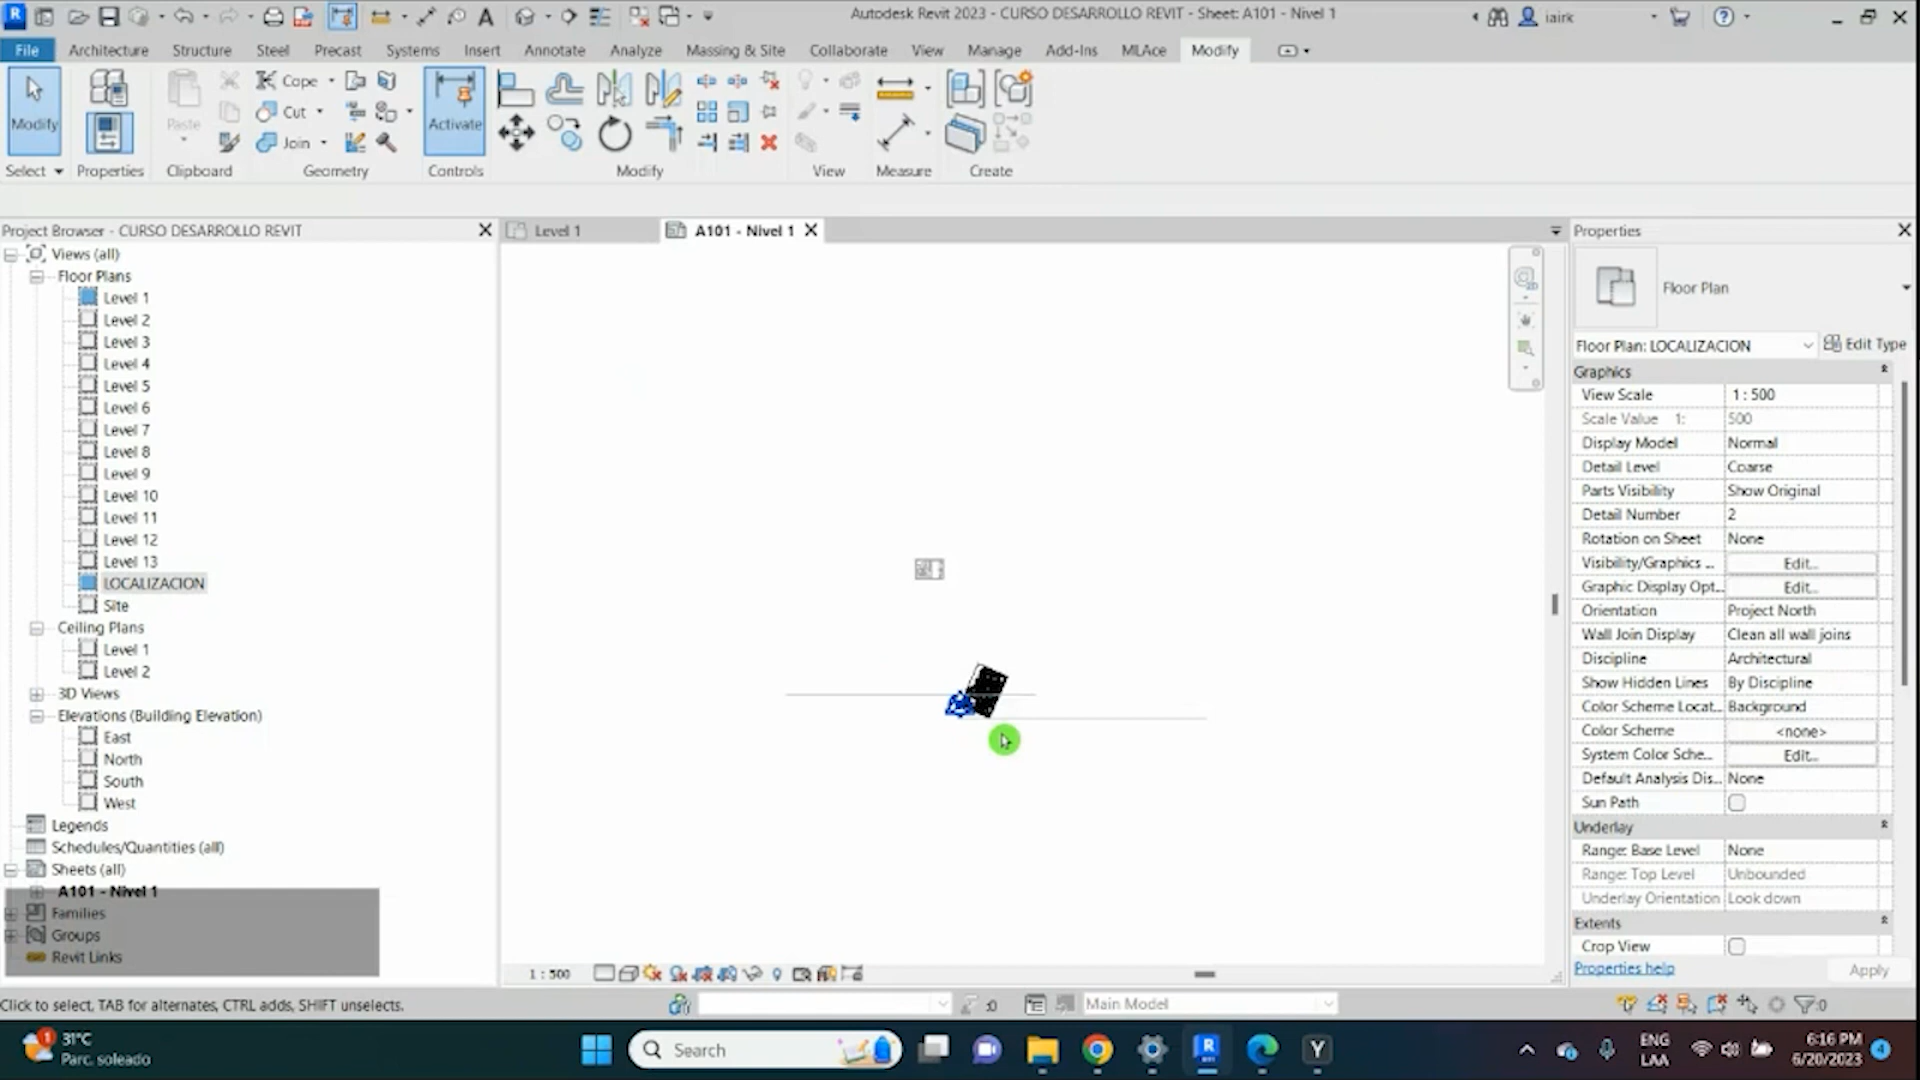 Autodesk Revit 2023 - CURSO DESARROLLO REVIT - Sheet: A101 - Nivel 1
iairk
File Architecture Structure Steel Precast Systems Insert Annotate Analyze Massing & Site Collaborate View Manage Add-Ins MLAce Modify
Modify
Paste
Cope
Cut
Join
Activate
Select Properties Clipboard Geometry Controls Modify View Measure Create
Project Browser - CURSO DESARROLLO REVIT
Views (all)
Floor Plans
Level 1
Level 2
Level 3
Level 4
Level 5
Level 6
Level 7
Level 8
Level 9
Level 10
Level 11
Level 12
Level 13
LOCALIZACION
Site
Ceiling Plans
Level 1
Level 2
3D Views
Elevations (Building Elevation)
East
North
South
West
Legends
Schedules/Quantities (all)
Sheets (all)
A101 - Nivel 1
Families
Groups
Revit Links
Level 1
A101 - Nivel 1
1 : 500
Properties
Floor Plan
Floor Plan: LOCALIZACION Edit Type
Graphics
View Scale 1 : 500
Scale Value 1: 500
Display Model Normal
Detail Level Coarse
Parts Visibility Show Original
Detail Number 2
Rotation on Sheet None
Visibility/Graphics ... Edit...
Graphic Display Opt... Edit...
Orientation Project North
Wall Join Display Clean all wall joins
Discipline Architectural
Show Hidden Lines By Discipline
Color Scheme Locat... Background
Color Scheme <none>
System Color Sche... Edit...
Default Analysis Dis... None
Sun Path
Underlay
Range: Base Level None
Range: Top Level Unbounded
Underlay Orientation Look down
Extents
Crop View
Properties help Apply
Click to select, TAB for alternates, CTRL adds, SHIFT unselects.
:0
Main Model
:0
1
31°C
Parc. soleado
Search
ENG
LAA
6:16 PM
6/20/2023
4